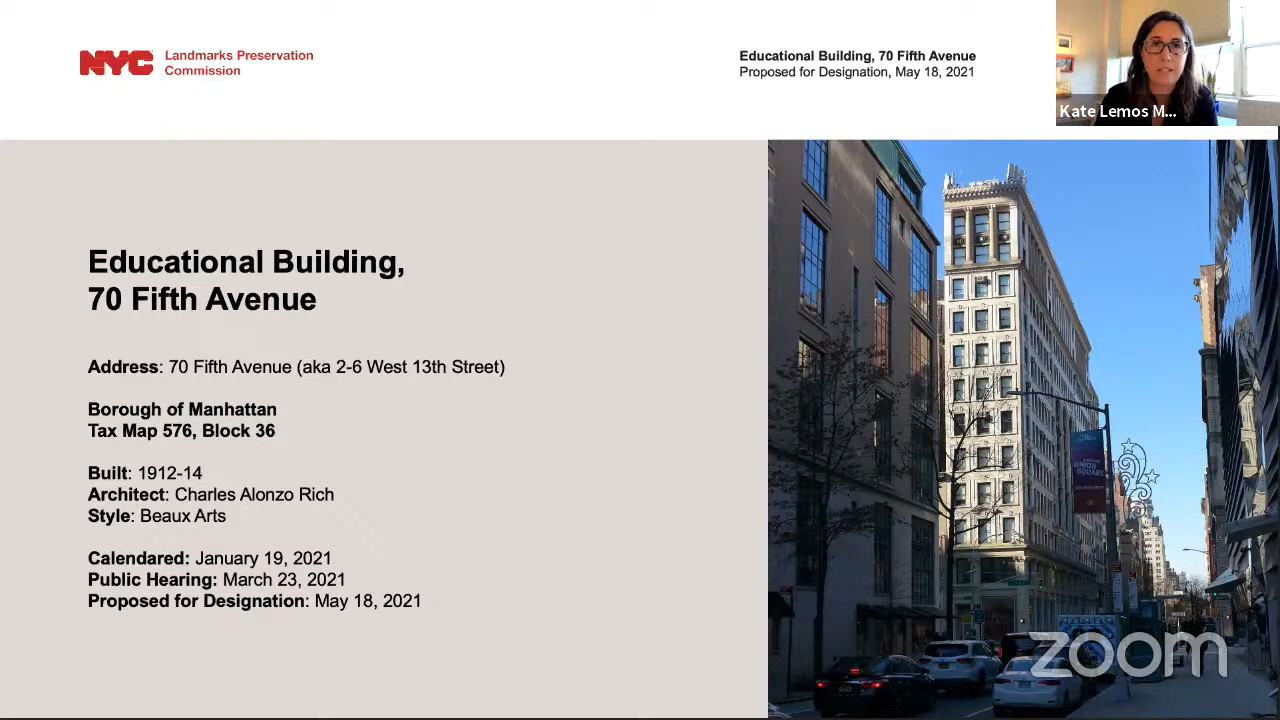 NYC
Landmarks Preservation
Commission
Educational Building, 70 Fifth Avenue
Proposed for Designation, May 18, 2021
Kate Lemos M...
Educational Building,
70 Fifth Avenue
Address: 70 Fifth Avenue (aka 2-6 West 13th Street)
Borough of Manhattan
Tax Map 576, Block 36
Built: 1912-14
Architect: Charles Alonzo Rich
Style: Beaux Arts
Calendared: January 19, 2021
Public Hearing: March 23, 2021
Proposed for Designation: May 18, 2021
UNION
SQUARE
zoom